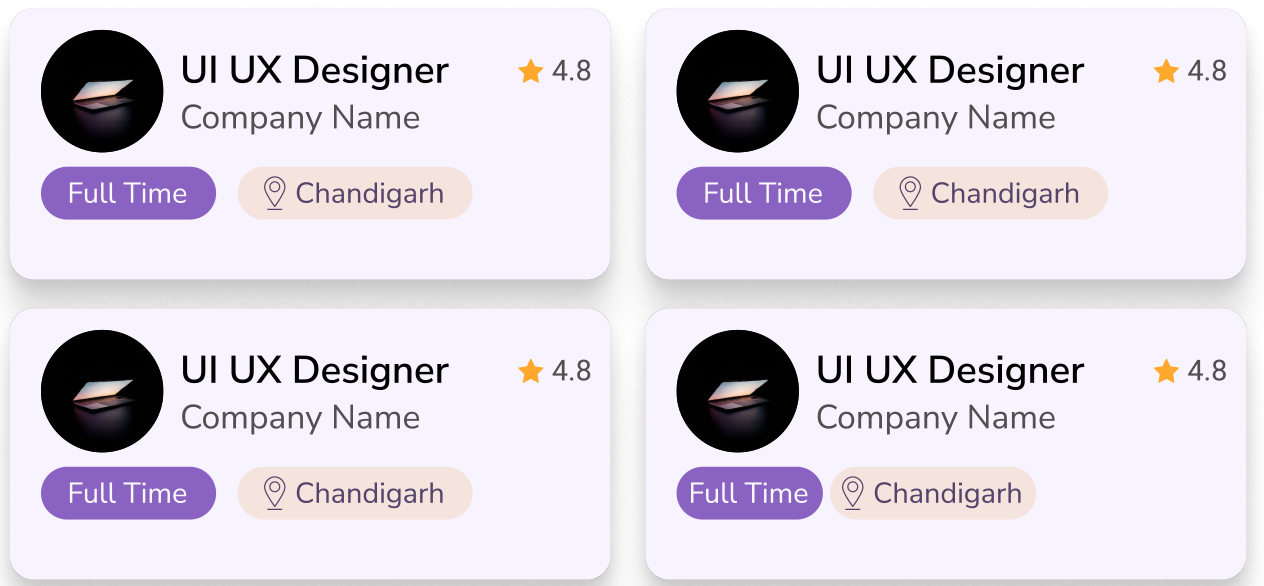 UI UX Designer
4.8
Company Name
Full Time
Chandigarh
UI UX Designer
4.8
Company Name
Full Time
Chandigarh
UI UX Designer
4.8
Company Name
Full Time
Chandigarh
UI UX Designer
4.8
Company Name
Full Time
Chandigarh